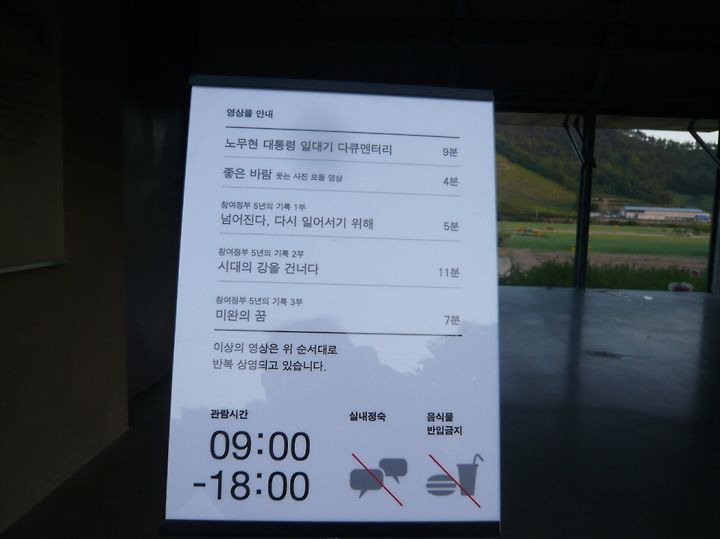 영상물 안내
노무현 대통령 일대기 다큐멘터리 9분
좋은 바람 웃는 사진 모듬 영상 4분
참여정부 5년의 기록 1부
넘어진다, 다시 일어서기 위해 5분
참여정부 5년의 기록 2부
시대의 강을 건너다 11분
참여정부 5년의 기록 3부
미완의 꿈 7분
이상의 영상은 위 순서대로
반복 상영되고 있습니다.
관람시간
09:00
-18:00
실내정숙
음식물
반입금지